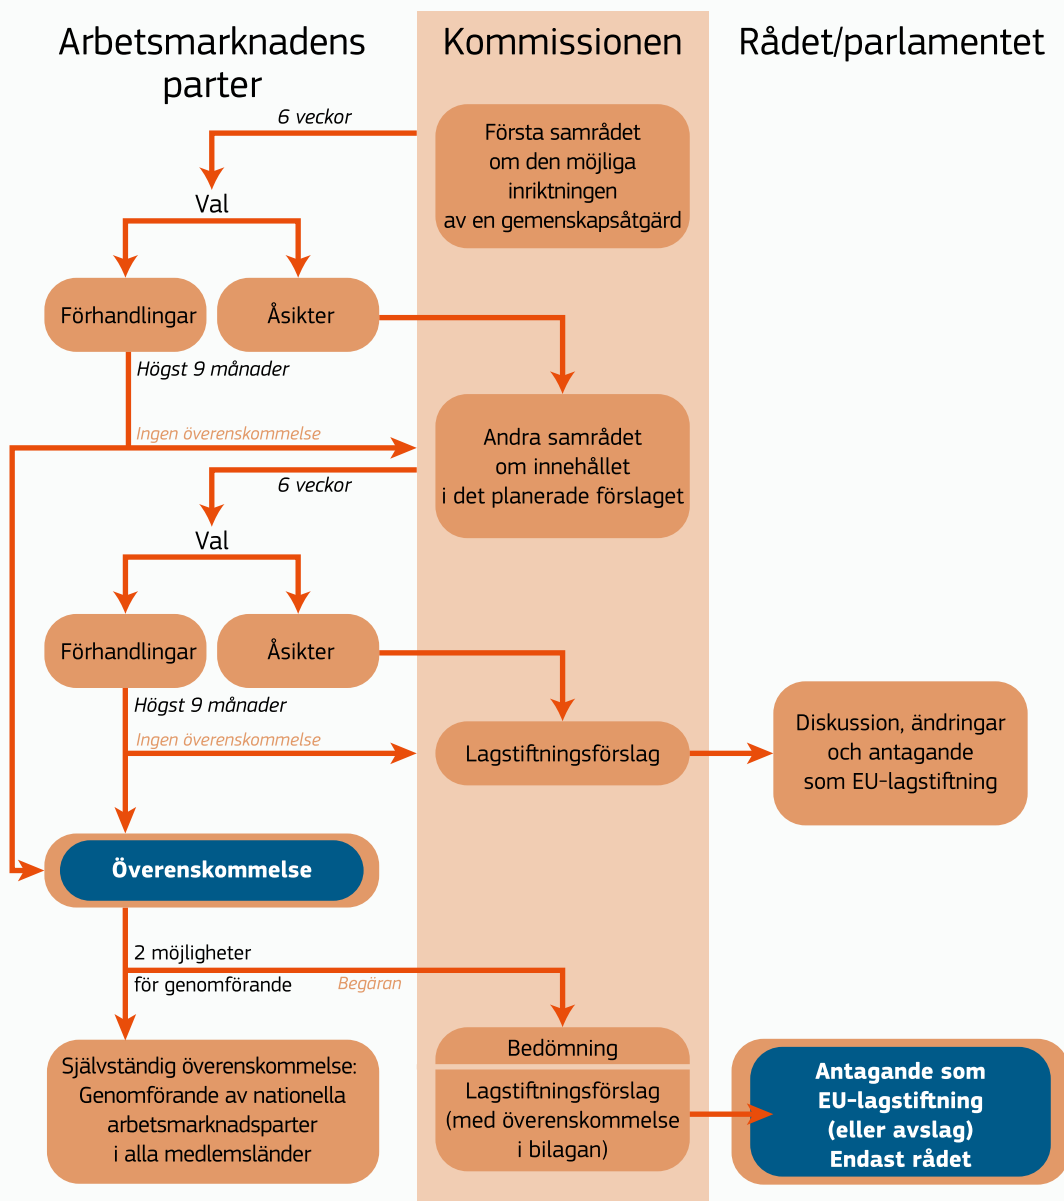 Arbetsmarknadens
parter
Kommissionen
Rådet/parlamentet
6 veckor
Första samrådet
om den möjliga
inriktningen
av en gemenskapsåtgärd
Val
Förhandlingar
Åsikter
Högst 9 månader
Ingen överenskommelse
Andra samrådet
om innehållet
i det planerade förslaget
6 veckor
Val
Förhandlingar
Åsikter
Högst 9 månader
Ingen överenskommelse
Lagstiftningsförslag
Diskussion, ändringar
och antagande
som EU-lagstiftning
Överenskommelse
2 möjligheter
för genomförande
Begäran
Självständig överenskommelse:
Genomförande av nationella
arbetsmarknadsparter
i alla medlemsländer
Bedömning
Lagstiftningsförslag
(med överenskommelse
i bilagan)
Antagande som
EU-lagstiftning
(eller avslag)
Endast rådet